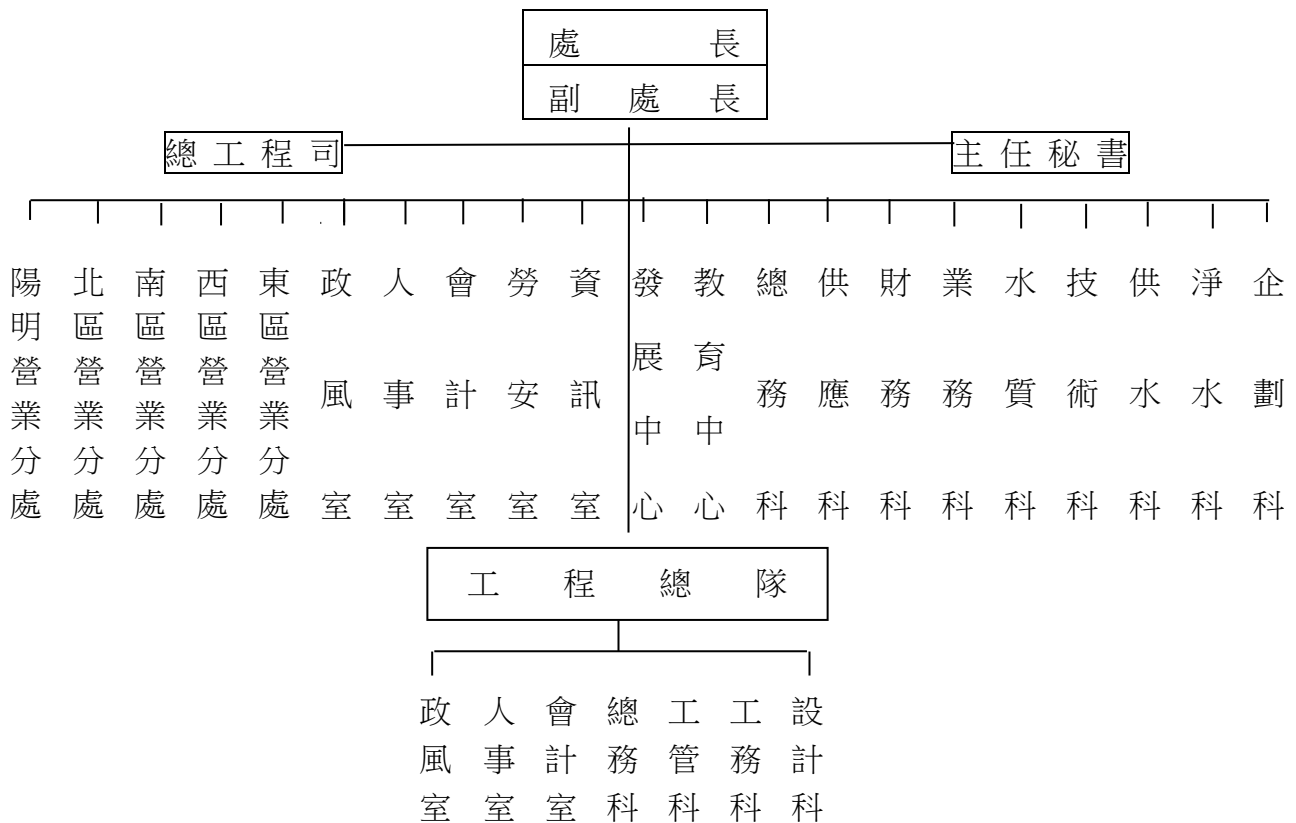 處長
副處長
總工程司
主任秘書
陽明營業分處
北區營業分處
南區營業分處
西區營業分處
東區營業分處
政風室
人事室
會計室
勞安室
資訊室
發展中心
教育中心
總務科
供應科
財務科
業務科
水質科
技術科
供水科
淨水科
企劃科
工程總隊
政風室
人事室
會計室
總務科
工管科
工務科
設計科